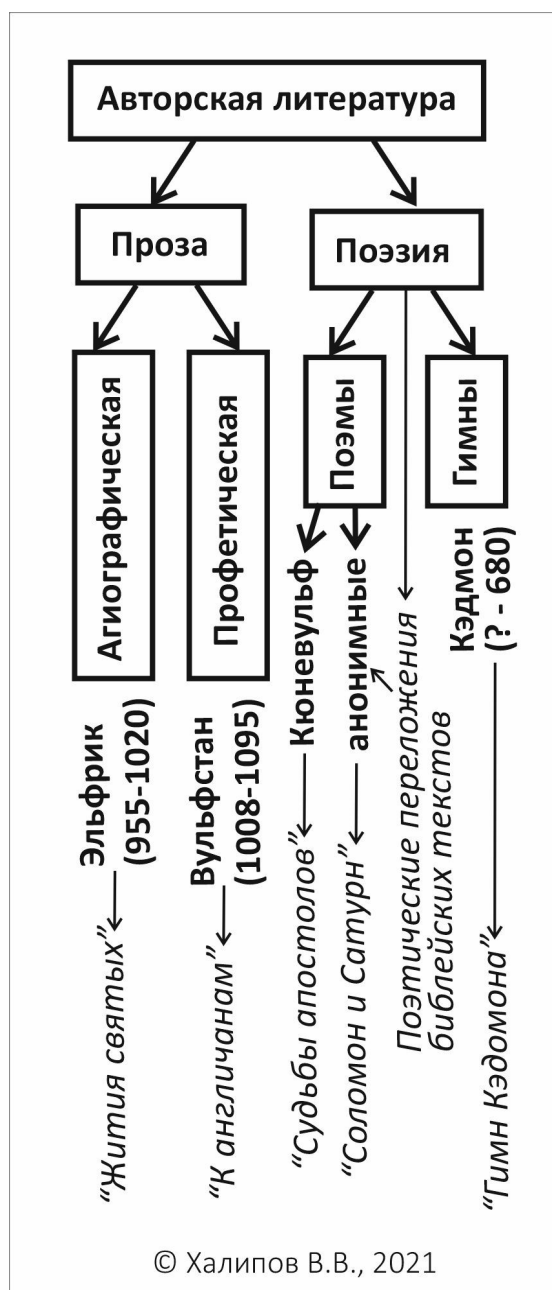 Авторская литература
Проза
Поэзия
Агиографическая
Профетическая
Поэмы
Гимны
Эльфрик
(955-1020)
Вульфстан
(1008-1095)
Кюневульф
анонимные
Поэтические переложения
библейских текстов
Кэдмон
(? - 680)
“Жития святых”
“К англичанам”
“Судьбы апостолов”
“Соломон и Сатурн”
“Гимн Кэдомона”
© Халипов В.В., 2021